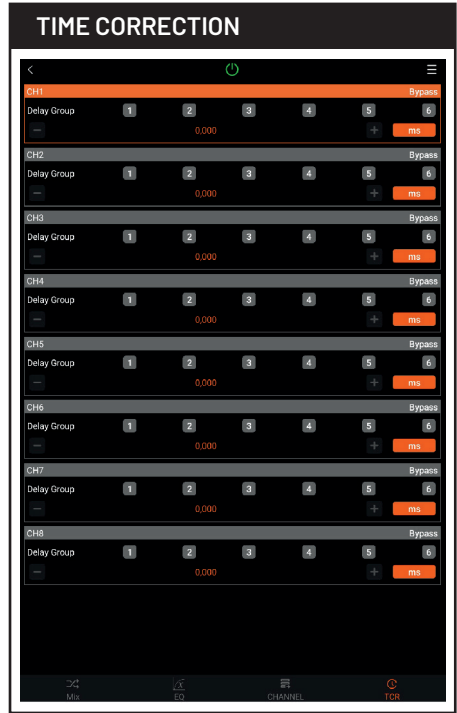 TIME CORRECTION
CH1 Bypass
Delay Group 1 2 3 4 5 6
− 0,000 + ms
CH2 Bypass
Delay Group 1 2 3 4 5 6
− 0,000 + ms
CH3 Bypass
Delay Group 1 2 3 4 5 6
− 0,000 + ms
CH4 Bypass
Delay Group 1 2 3 4 5 6
− 0,000 + ms
CH5 Bypass
Delay Group 1 2 3 4 5 6
− 0,000 + ms
CH6 Bypass
Delay Group 1 2 3 4 5 6
− 0,000 + ms
CH7 Bypass
Delay Group 1 2 3 4 5 6
− 0,000 + ms
CH8 Bypass
Delay Group 1 2 3 4 5 6
− 0,000 + ms
Mix EQ CHANNEL TCR